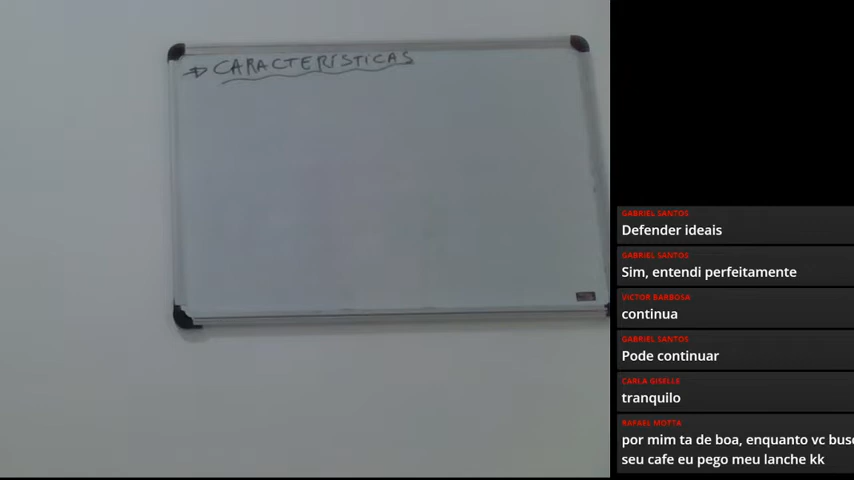 → CARACTERÍSTICAS
GABRIEL SANTOS
Defender ideais
GABRIEL SANTOS
Sim, entendi perfeitamente
VICTOR BARBOSA
continua
GABRIEL SANTOS
Pode continuar
CARLA GISELLE
tranquilo
RAFAEL MOTTA
por mim ta de boa, enquanto vc busc
seu cafe eu pego meu lanche kk